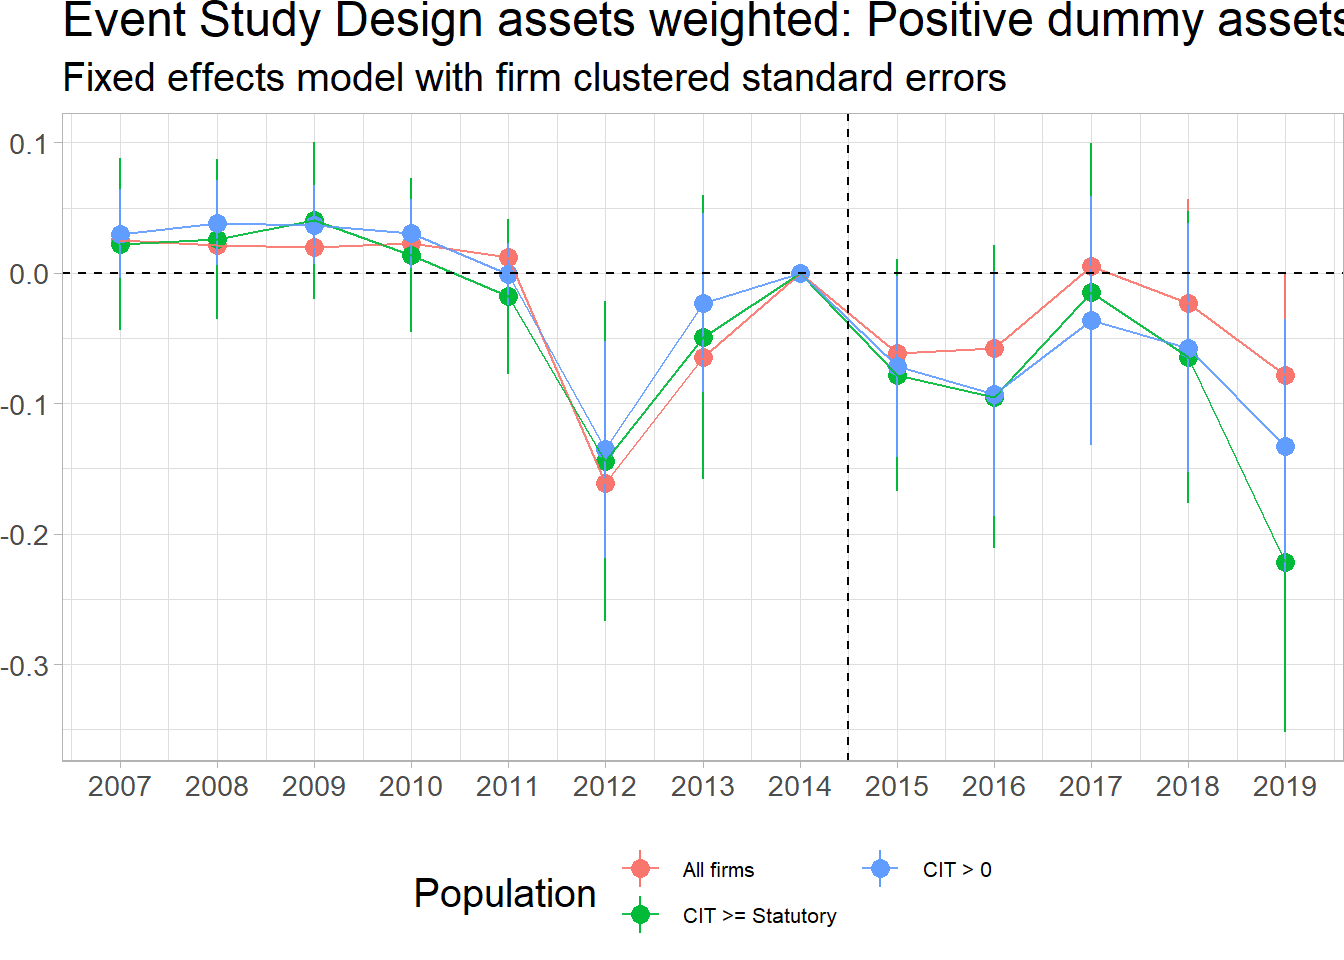 Event Study Design assets weighted: Positive dummy assets
Fixed effects model with firm clustered standard errors
0.1
0.0
-0.1
-0.2
-0.3
2007 2008 2009 2010 2011 2012 2013 2014 2015 2016 2017 2018 2019
Population
All firms
CIT > 0
CIT >= Statutory